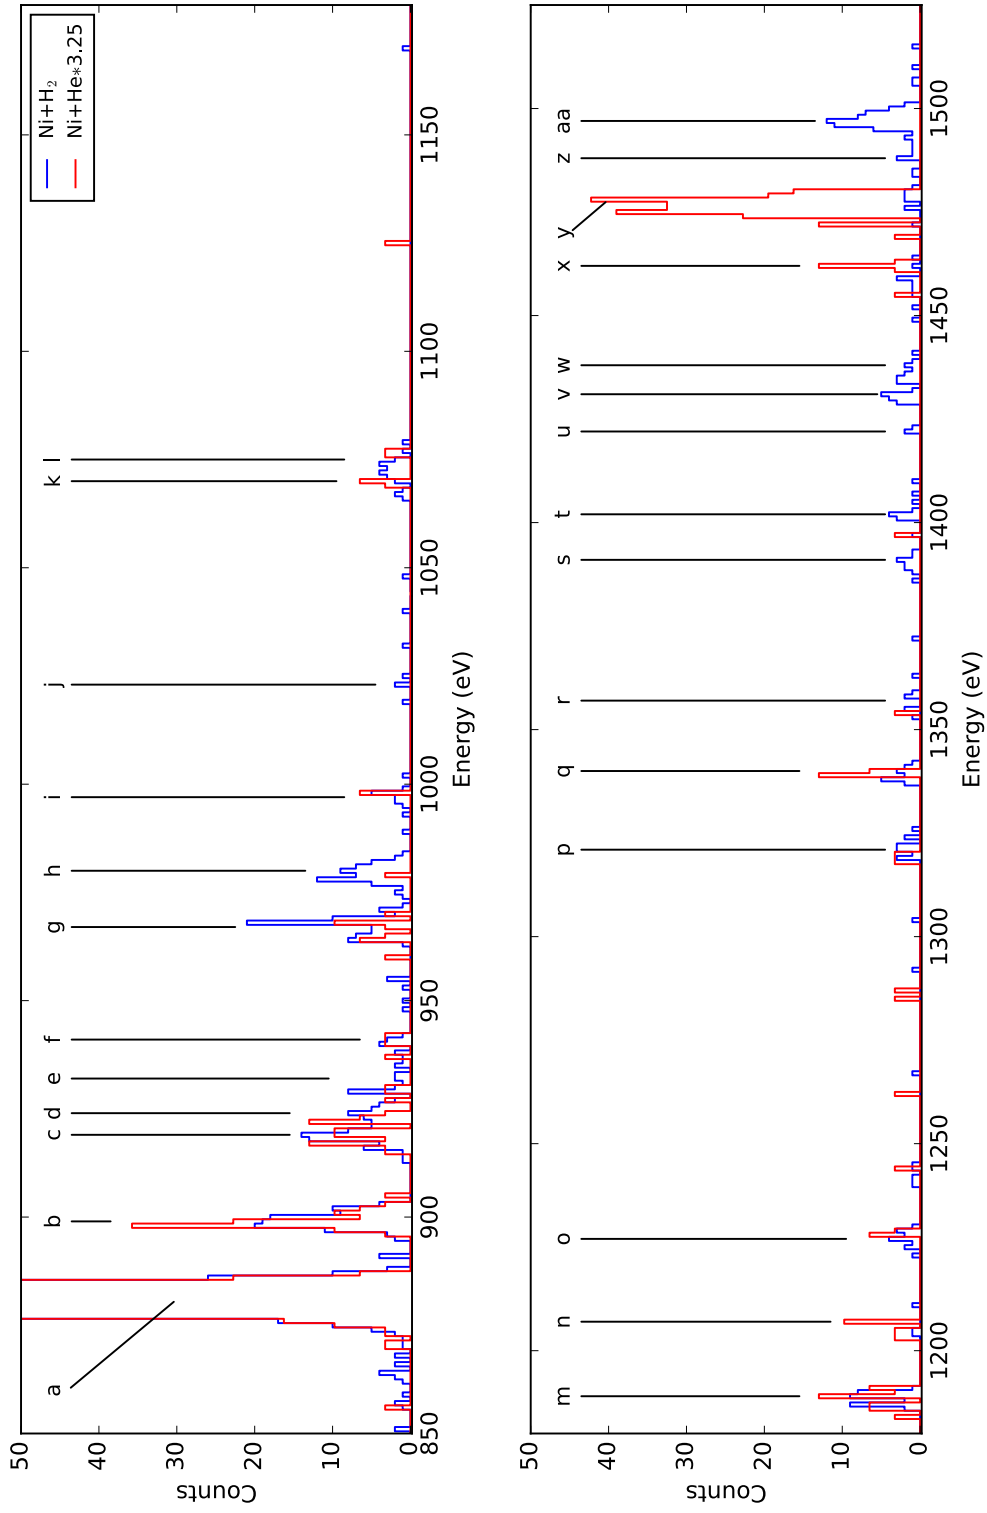 Ni+H₂
Ni+He*3.25
a
b
c
d
e
f
g
h
i
j
k
l
50
40
30
20
10
0
Counts
850
900
950
1000
1050
1100
1150
Energy (eV)
m
n
o
p
q
r
s
t
u
v
w
x
y
z
aa
50
40
30
20
10
0
Counts
1200
1250
1300
1350
1400
1450
1500
Energy (eV)